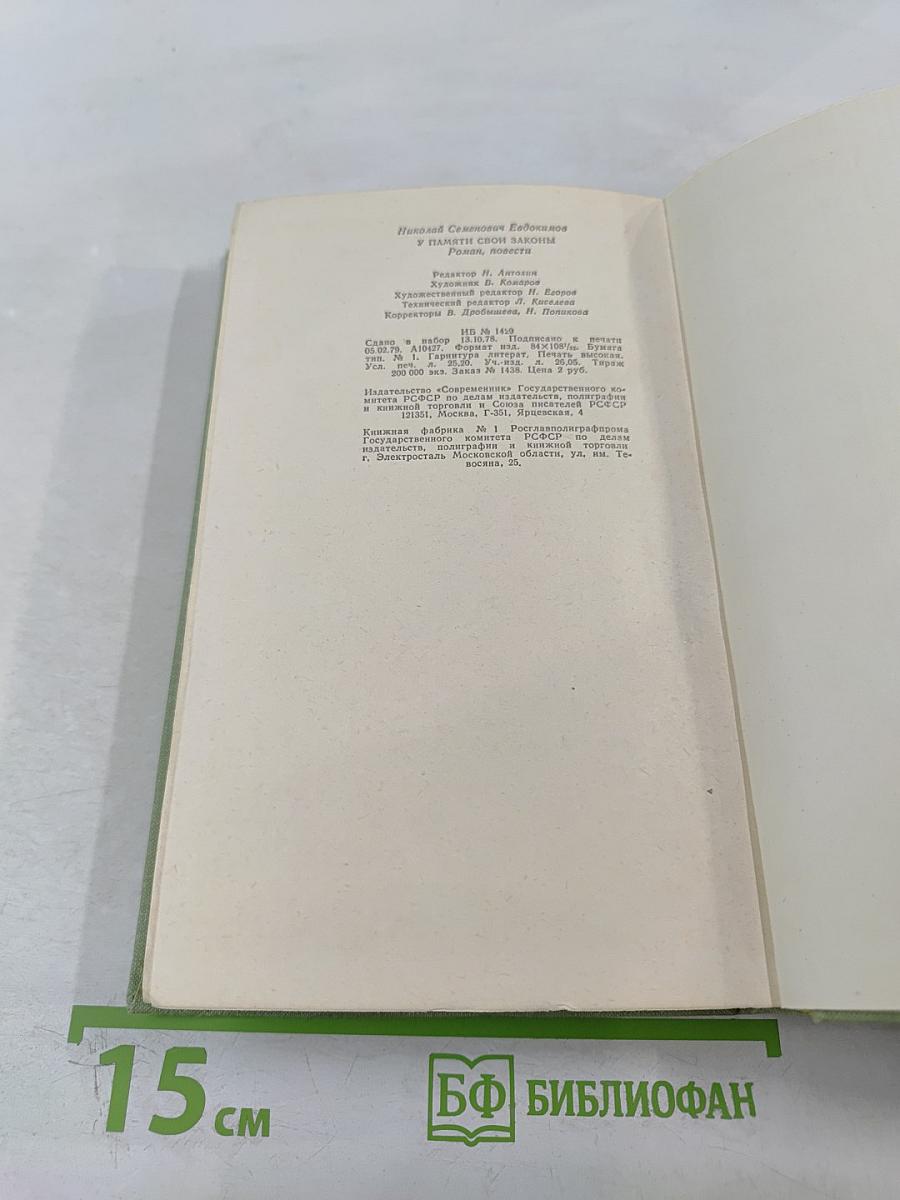 Николай Семенович Евдокимов
У ПАМЯТИ СВОИ ЗАКОНЫ
Роман, повести
Редактор Н. Антолин
Художник В. Комаров
Художественный редактор Н. Егоров
Технический редактор Л. Киселева
Корректоры В. Дробышева, Н. Попикова
ИБ № 1420
Сдано в набор 13.10.78. Подписано к печати
05.02.79. А10427. Формат изд. 84×108¹/₃₂. Бумага
тип. № 1. Гарнитура литерат. Печать высокая.
Усл. печ. л. 25,20. Уч.-изд. л. 26,05. Тираж
200 000 экз. Заказ № 1438. Цена 2 руб.
Издательство «Современник» Государственного ко-
митета РСФСР по делам издательств, полиграфии
и книжной торговли и Союза писателей РСФСР
121351, Москва, Г-351, Ярцевская, 4
Книжная фабрика № 1 Росглавполиграфпрома
Государственного комитета РСФСР по делам
издательств, полиграфии и книжной торговли
г. Электросталь Московской области, ул. им. Те-
восяна, 25.
15 см
БФ БИБЛИОФАН